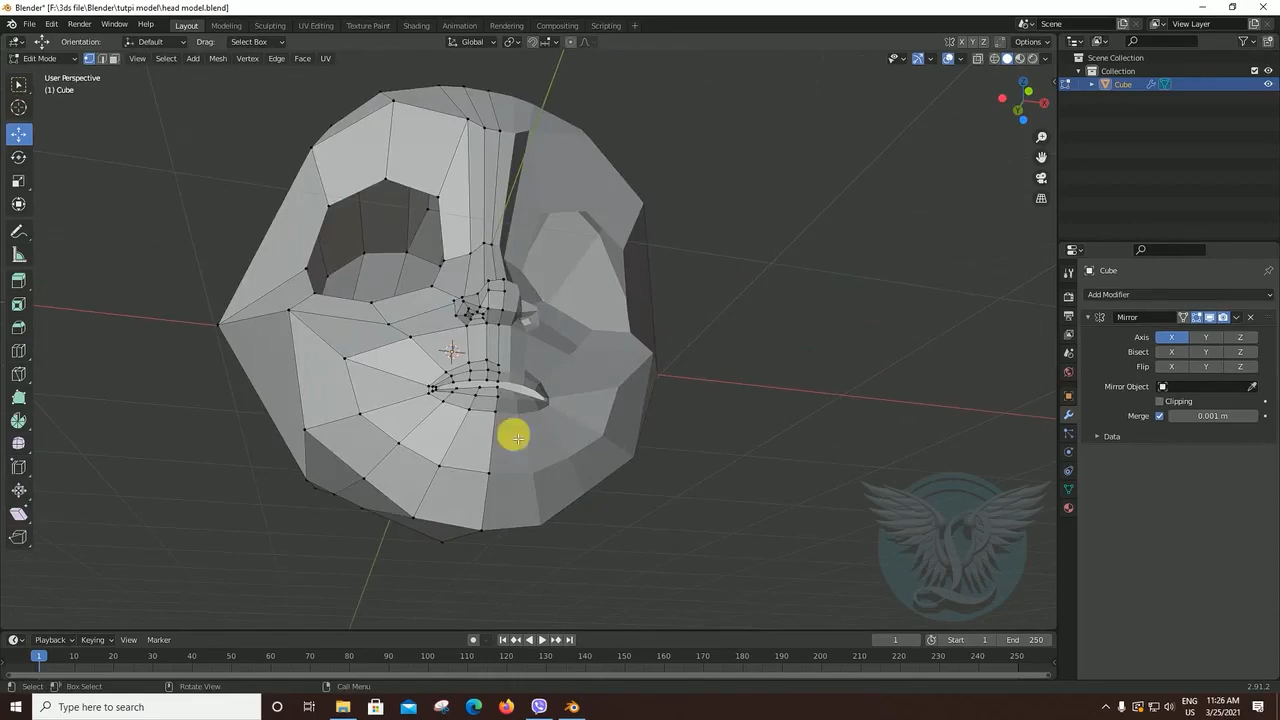 Blender* [F:\3ds file\Blender\tutpi model\head model.blend]
File Edit Render Window Help Layout Modeling Sculpting UV Editing Texture Paint Shading Animation Rendering Compositing Scripting + Scene View Layer
Orientation: Default Drag: Select Box Global X Y Z Options
Edit Mode View Select Add Mesh Vertex Edge Face UV
User Perspective
(1) Cube
Z
X
Y
Scene Collection
Collection
Cube
Cube
Add Modifier
Mirror
Axis X Y Z
Bisect X Y Z
Flip X Y Z
Mirror Object
Clipping
Merge 0.001 m
Data
Playback Keying View Marker 1 Start 1 End 250
1 10 20 30 40 50 60 70 80 90 100 110 120 130 140 150 160 170 180 190 200 210 220 230 240 250
Select Box Select Rotate View Call Menu 2.91.2
Type here to search
ENG
US
11:26 AM
3/25/2021